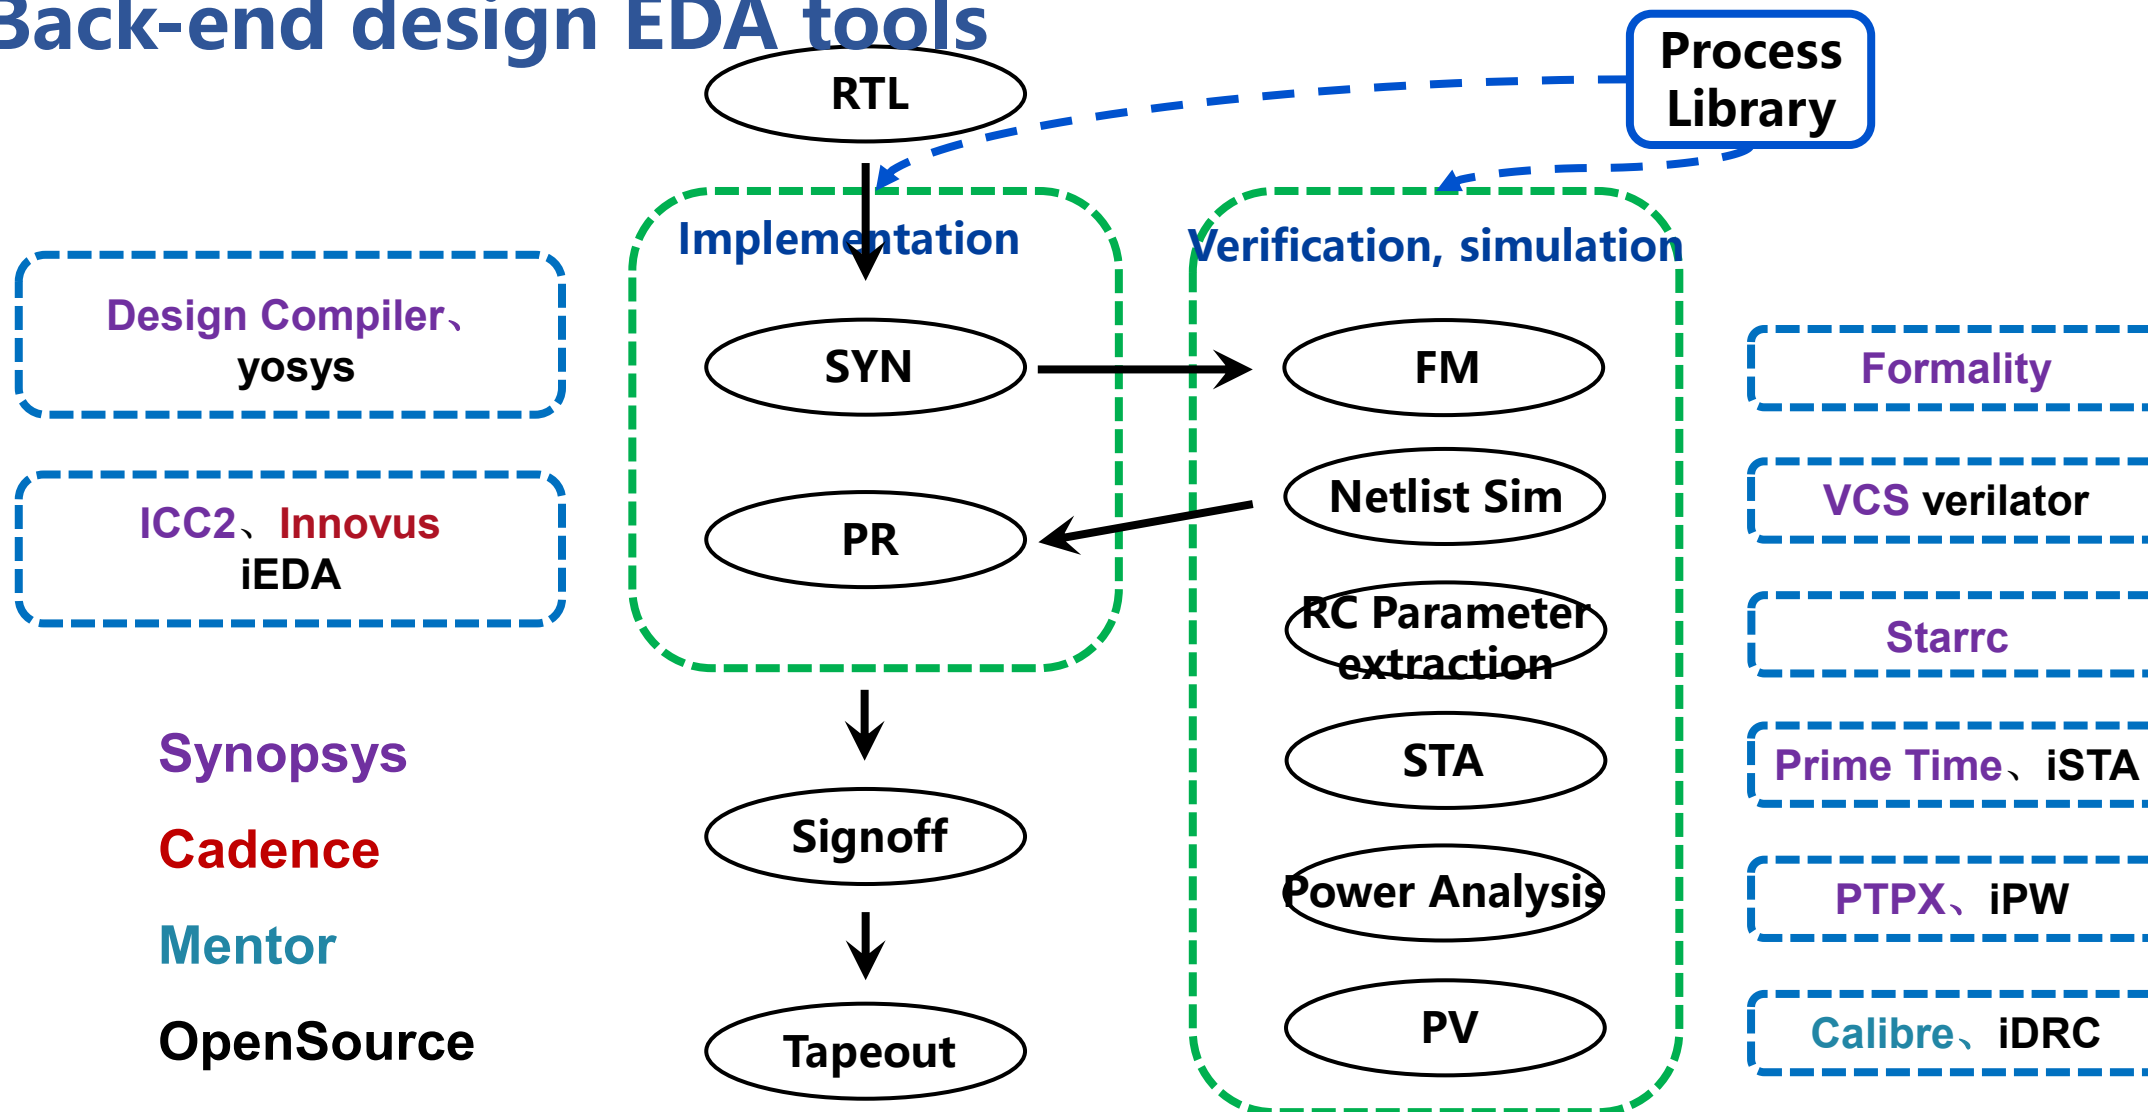 Back-end design EDA tools
Process
Library
RTL
Implementation
Verification, simulation
Design Compiler、
yosys
SYN
FM
Formality
ICC2、Innovus
iEDA
PR
Netlist Sim
VCS verilator
RC Parameter
extraction
Starrc
Synopsys
Cadence
Mentor
OpenSource
Signoff
Tapeout
STA
Prime Time、iSTA
Power Analysis
PTPX、iPW
PV
Calibre、iDRC